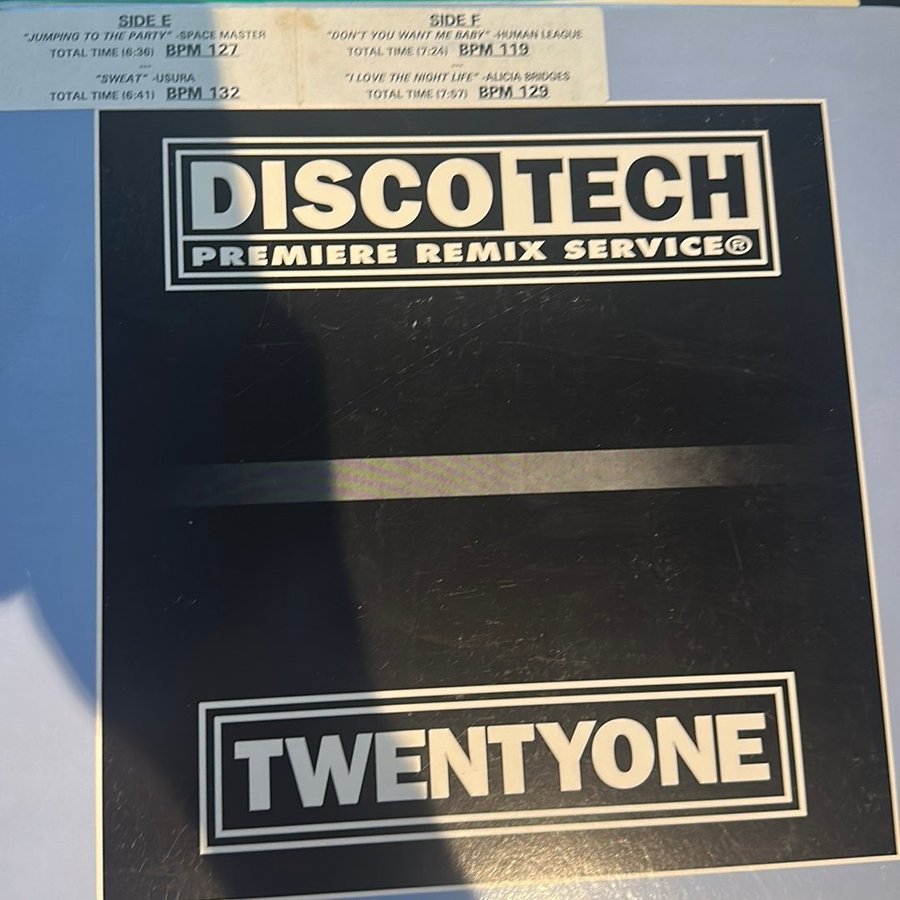 SIDE E
"JUMPING TO THE PARTY" -SPACE MASTER
TOTAL TIME (6:36) BPM 127
---
"SWEAT" -USURA
TOTAL TIME (6:41) BPM 132
SIDE F
"DON'T YOU WANT ME BABY" -HUMAN LEAGUE
TOTAL TIME (7:24) BPM 119
---
"I LOVE THE NIGHT LIFE" -ALICIA BRIDGES
TOTAL TIME (7:57) BPM 129
DISCOTECH
PREMIERE REMIX SERVICE®
TWENTYONE